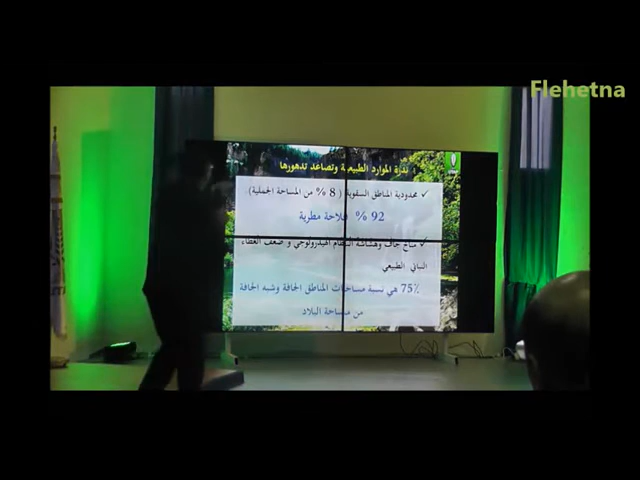 Flehetna
ندرة الموارد الطبيعية وتصاعد تدهورها
✓ محدودية المناطق السقوية ( 8 % من المساحة الجملية)
92 % فلاحة مطرية
✓ مناخ جاف وهشاشة النظام الهيدرولوجي و ضعف الغطاء
النباتي الطبيعي
75% هي نسبة مساحات المناطق الجافة وشبه الجافة
من مساحة البلاد